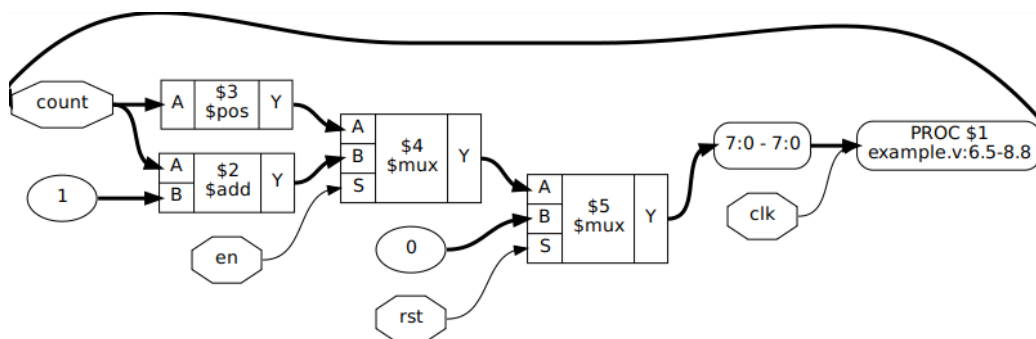 count
A
$3
$pos
Y
A
B
$2
$add
Y
1
en
A
B
S
$4
$mux
Y
0
rst
A
B
S
$5
$mux
Y
7:0 - 7:0
clk
PROC $1
example.v:6.5-8.8